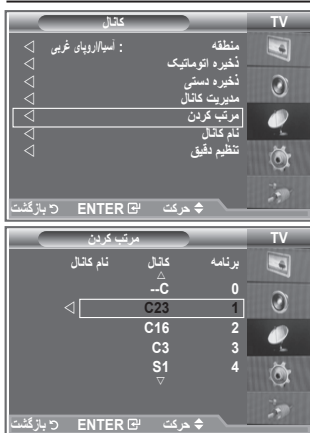 TV کانال
منطقه : آسیا/اروپای غربی
ذخیره اتوماتیک
ذخیره دستی
مدیریت کانال
مرتب کردن
نام کانال
تنظیم دقیق
حرکت ENTER بازگشت
TV مرتب کردن
برنامه کانال نام کانال
0 --C
1 C23
2 C16
3 C3
4 S1
حرکت ENTER بازگشت